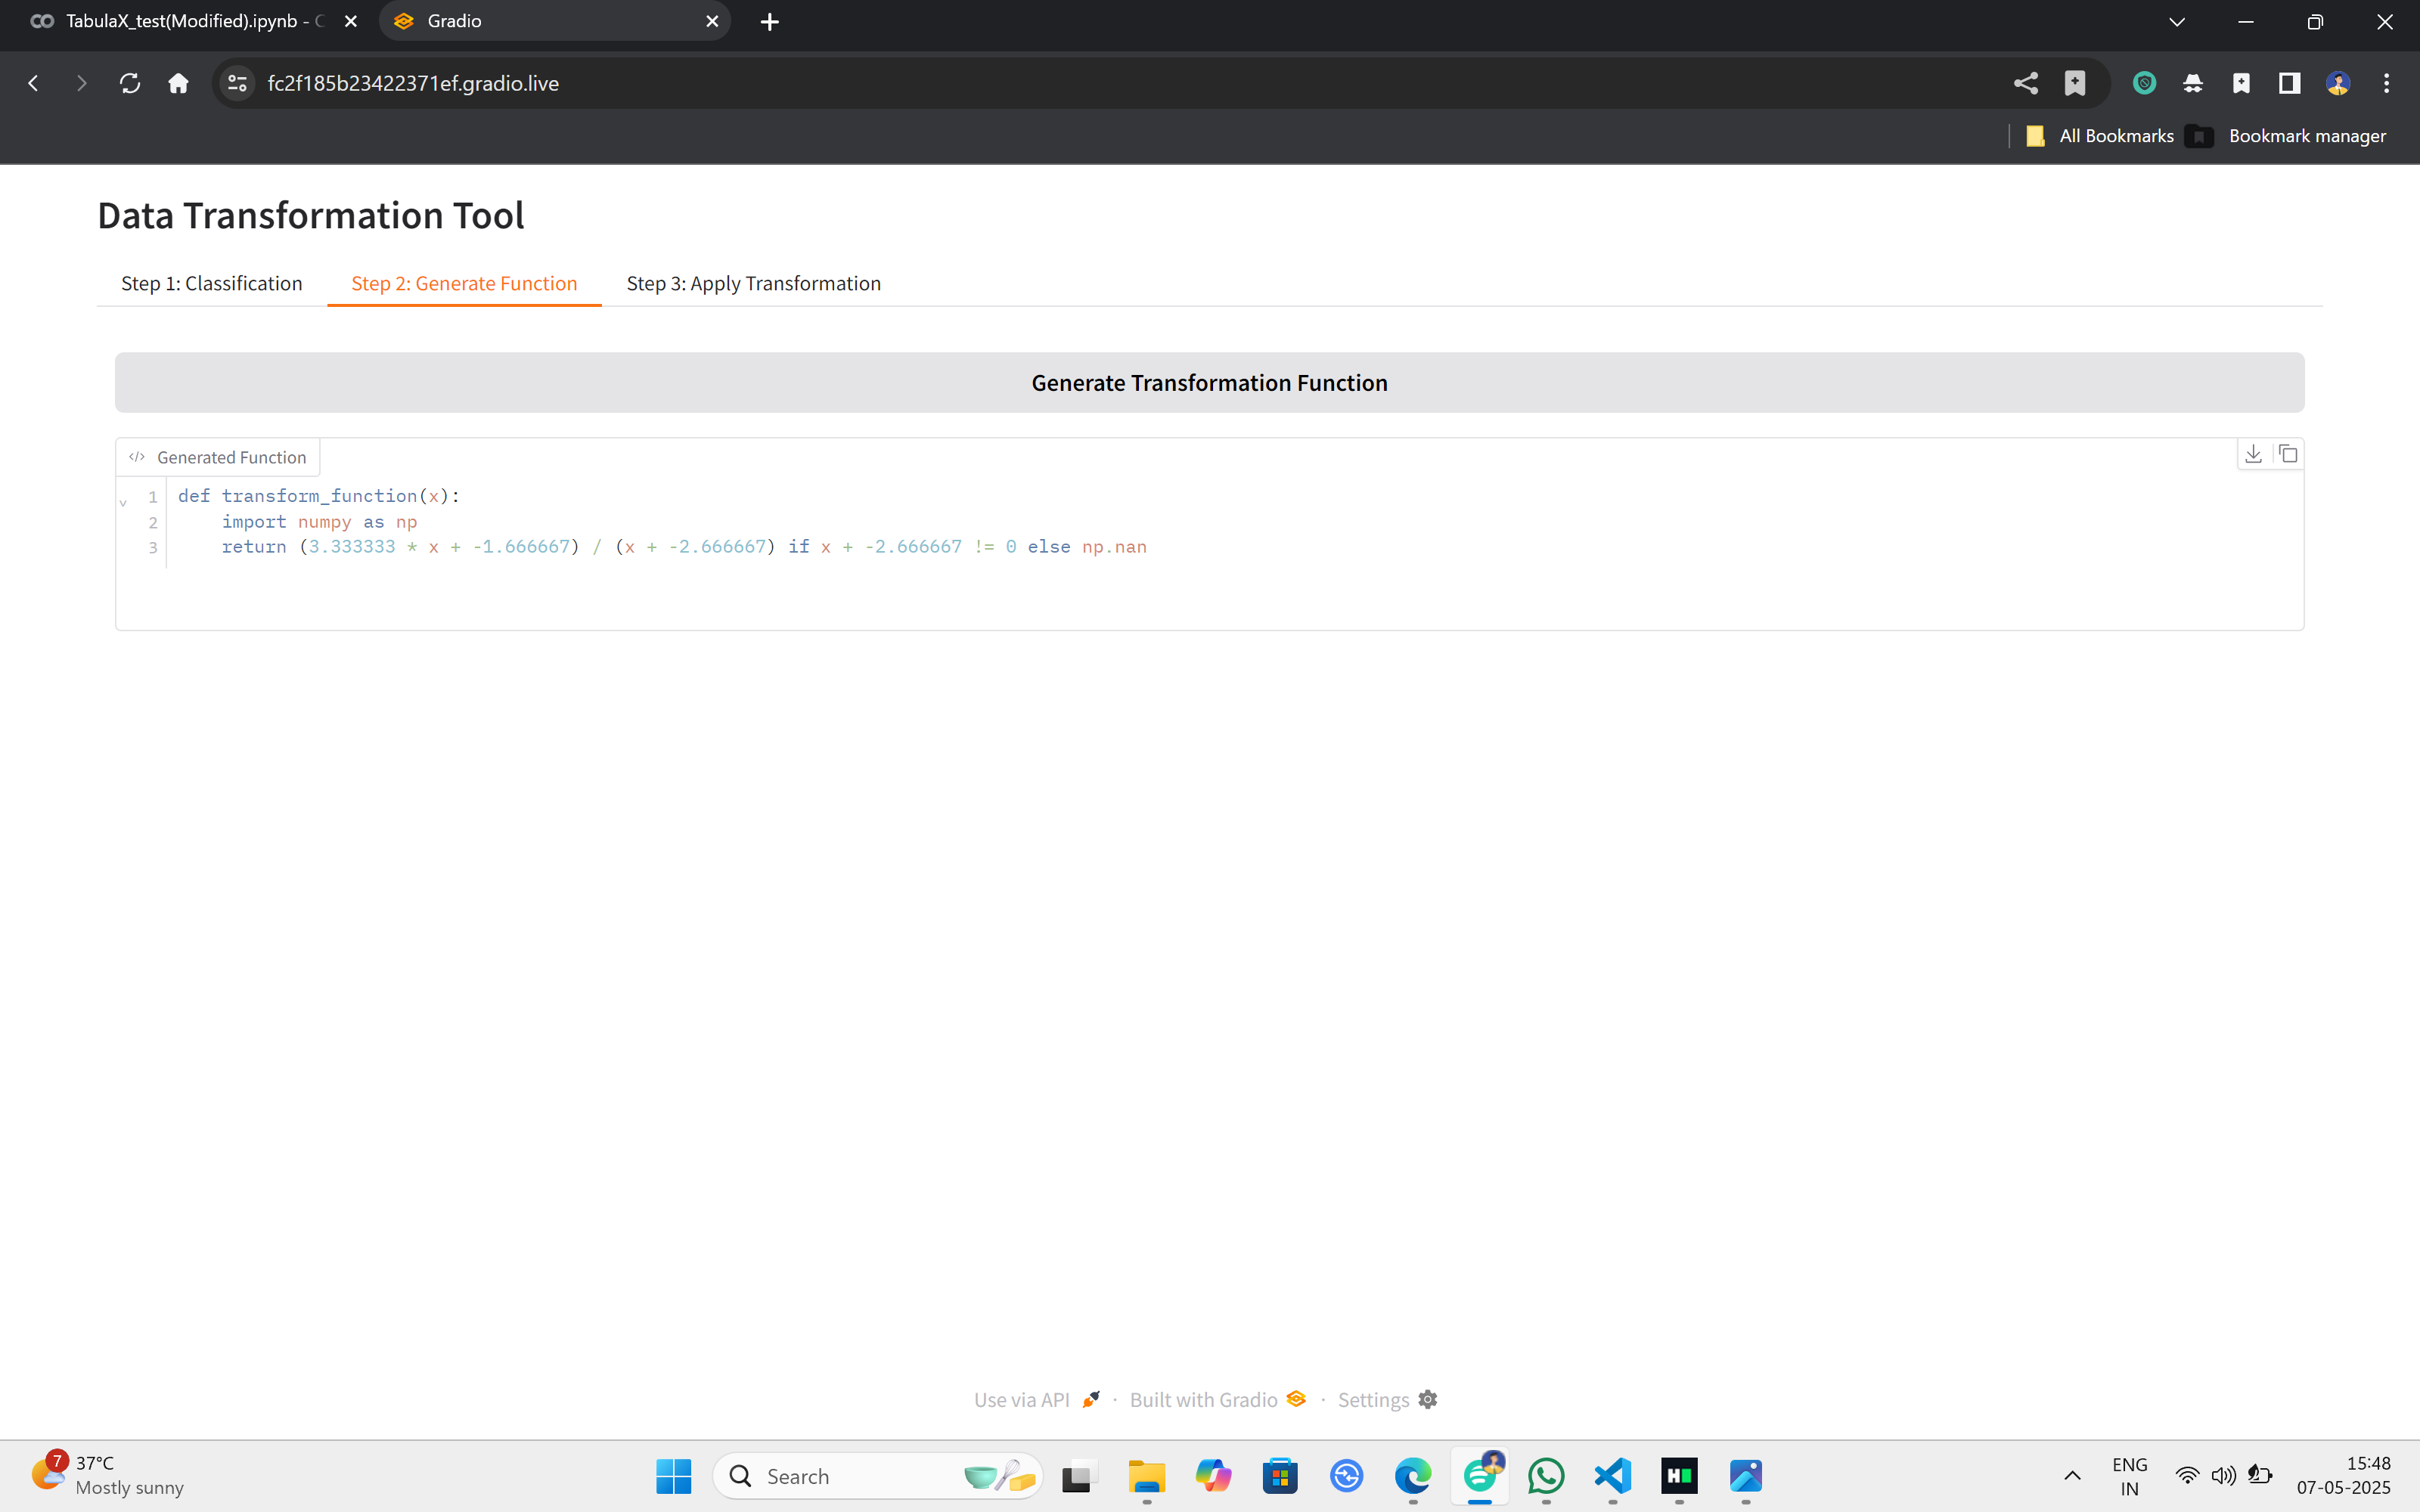 TabulaX_test(Modified).ipynb - C
Gradio
fc2f185b23422371ef.gradio.live
All Bookmarks
Bookmark manager
Data Transformation Tool
Step 1: Classification
Step 2: Generate Function
Step 3: Apply Transformation
Generate Transformation Function
</> Generated Function
1 def transform_function(x):
2 import numpy as np
3 return (3.333333 * x + -1.666667) / (x + -2.666667) if x + -2.666667 != 0 else np.nan
Use via API · Built with Gradio · Settings
7
37°C
Mostly sunny
Search
ENG
IN
15:48
07-05-2025